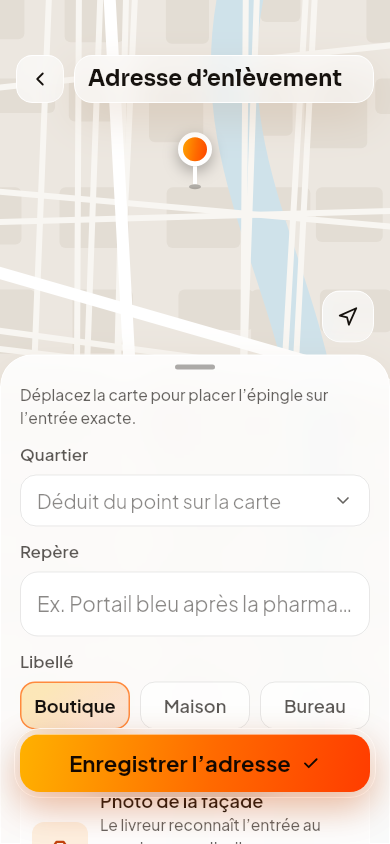 Adresse d’enlèvement
Déplacez la carte pour placer l’épingle sur
l’entrée exacte.
Quartier
Déduit du point sur la carte
Repère
Ex. Portail bleu après la pharma…
Libellé
Boutique
Maison
Bureau
Enregistrer l’adresse
Photo de la façade
Le livreur reconnaît l’entrée au